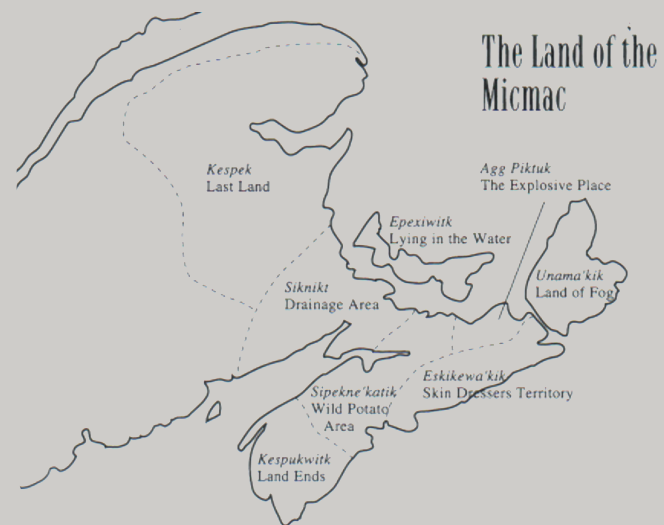 The Land of the
Micmac
Agg Piktuk
The Explosive Place
Kespek
Last Land
Epexiwitk
Lying in the Water
Unama'kik
Land of Fog
Siknikt
Drainage Area
Eskikewa'kik
Skin Dressers Territory
Sipekne'katik
Wild Potato
Area
Kespukwitk
Land Ends